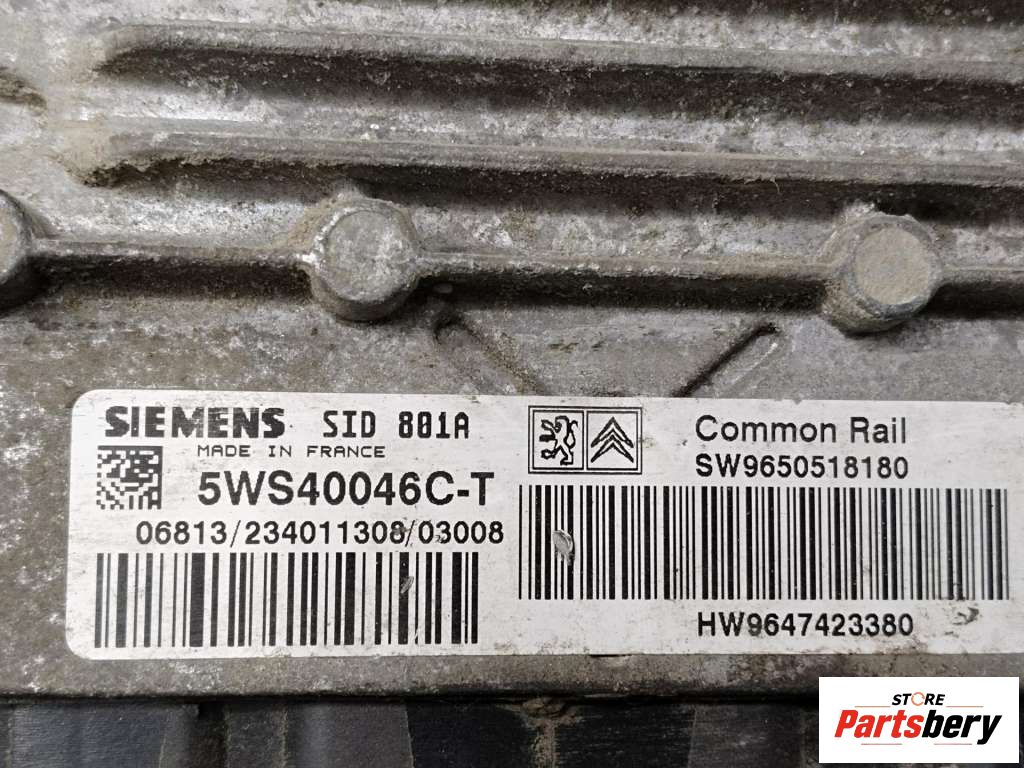 SIEMENS SID 801A
MADE IN FRANCE
5WS40046C-T
06813/234011308/03008
Common Rail
SW9650518180
HW9647423380
STORE
Partsbery